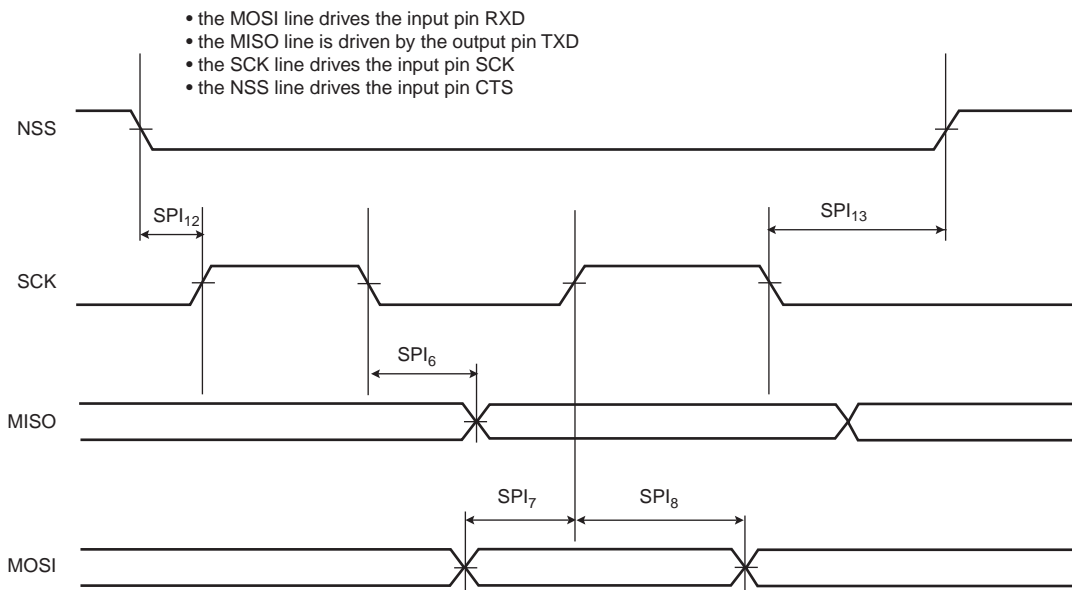 • the MOSI line drives the input pin RXD
• the MISO line is driven by the output pin TXD
• the SCK line drives the input pin SCK
• the NSS line drives the input pin CTS
NSS
SPI12
SPI13
SCK
SPI6
MISO
SPI7
SPI8
MOSI